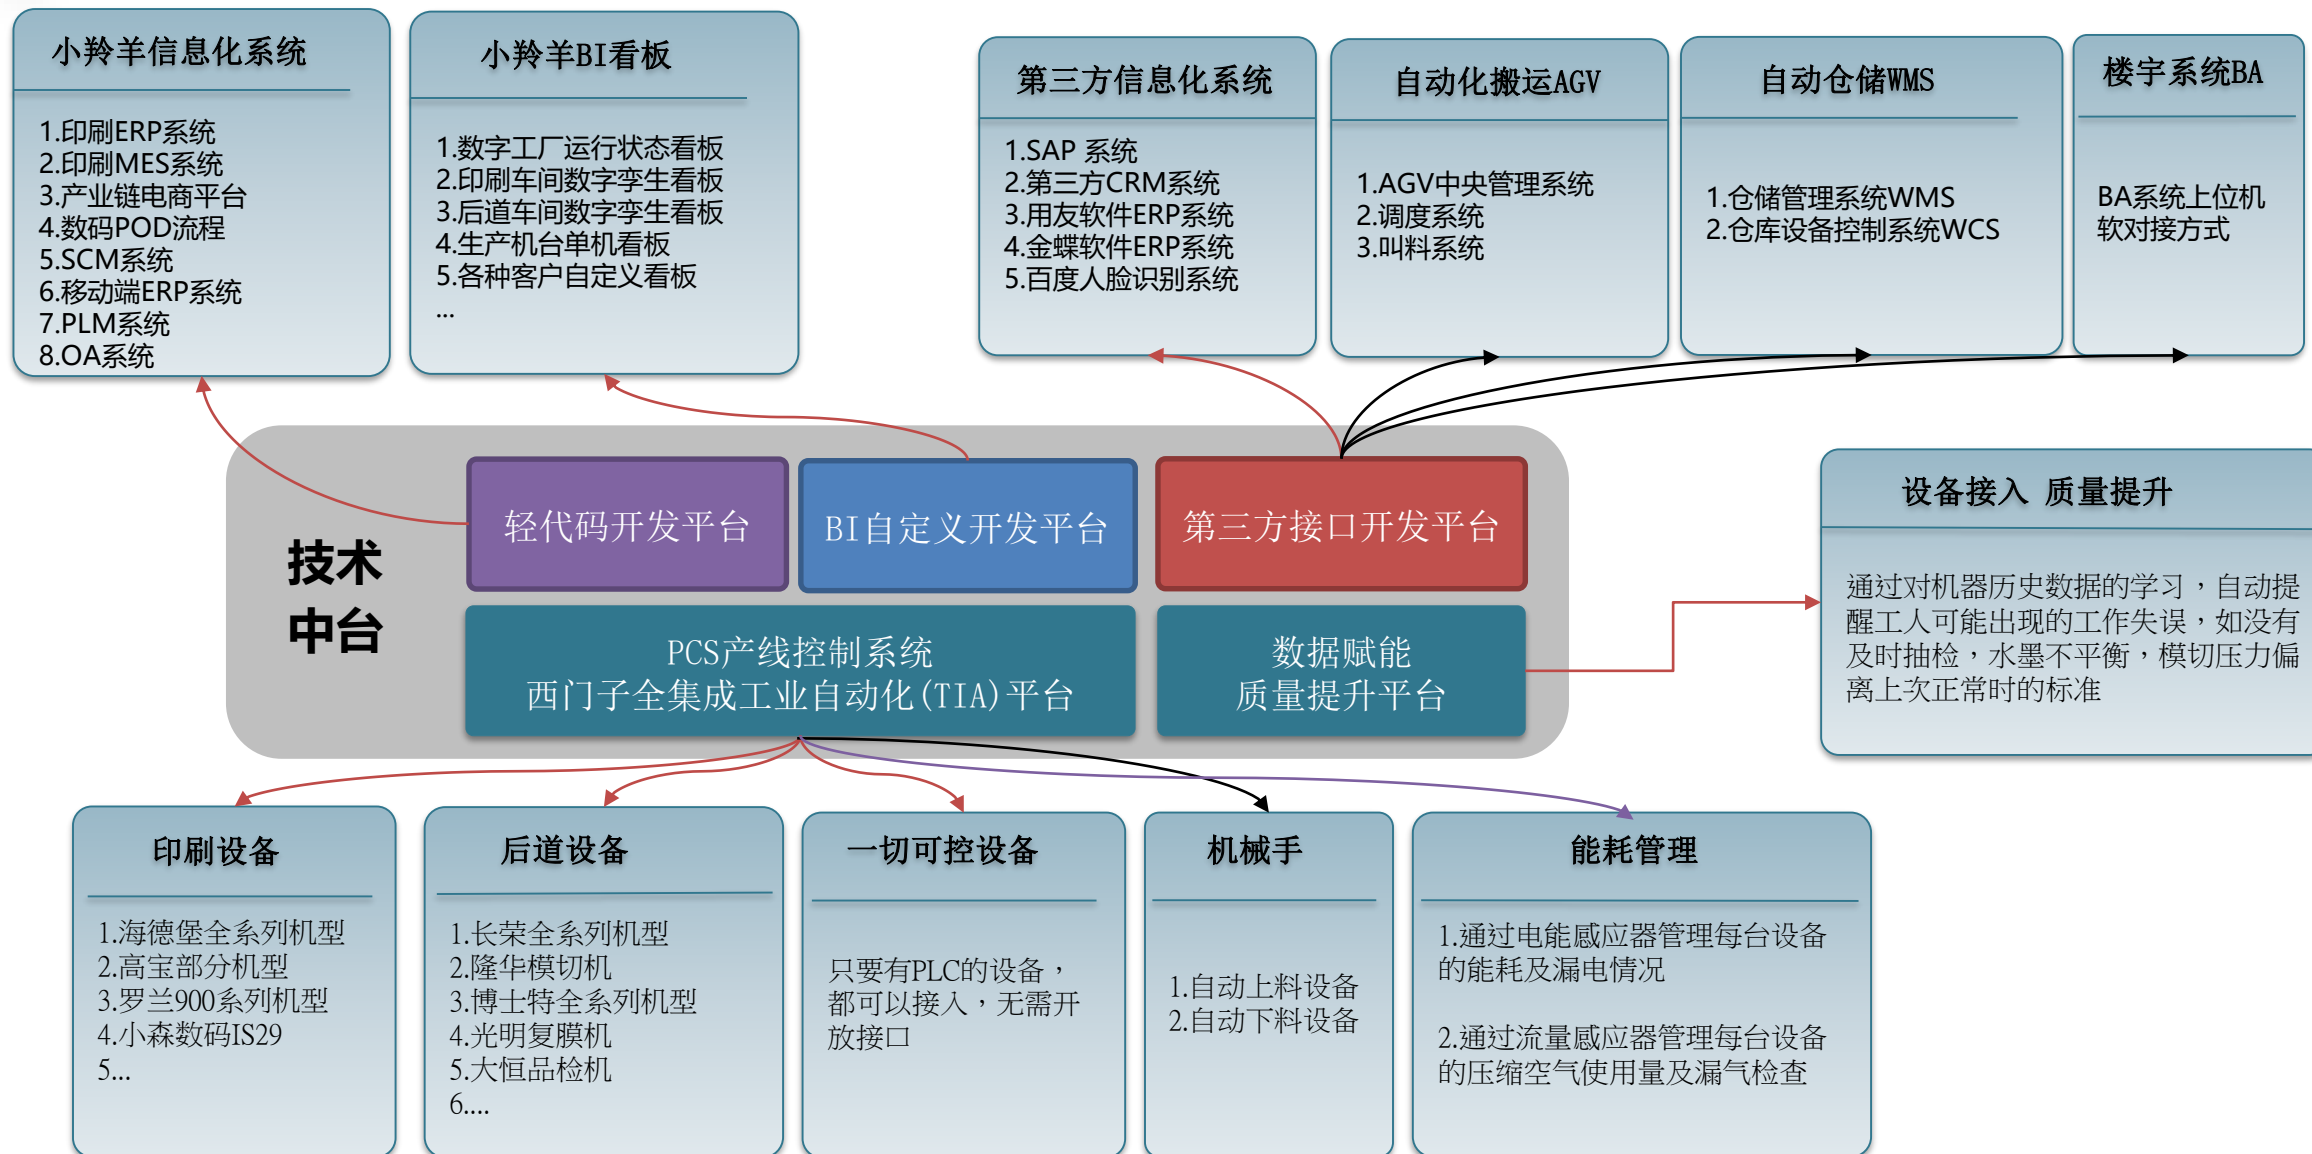 小羚羊信息化系统
1.印刷ERP系统
2.印刷MES系统
3.产业链电商平台
4.数码POD流程
5.SCM系统
6.移动端ERP系统
7.PLM系统
8.OA系统
小羚羊BI看板
1.数字工厂运行状态看板
2.印刷车间数字孪生看板
3.后道车间数字孪生看板
4.生产机台单机看板
5.各种客户自定义看板
...
第三方信息化系统
1.SAP 系统
2.第三方CRM系统
3.用友软件ERP系统
4.金蝶软件ERP系统
5.百度人脸识别系统
自动化搬运AGV
1.AGV中央管理系统
2.调度系统
3.叫料系统
自动仓储WMS
1.仓储管理系统WMS
2.仓库设备控制系统WCS
楼宇系统BA
BA系统上位机
软对接方式
技术
中台
轻代码开发平台
BI自定义开发平台
第三方接口开发平台
PCS产线控制系统
西门子全集成工业自动化(TIA)平台
数据赋能
质量提升平台
设备接入 质量提升
通过对机器历史数据的学习，自动提
醒工人可能出现的工作失误，如没有
及时抽检，水墨不平衡，模切压力偏
离上次正常时的标准
印刷设备
1.海德堡全系列机型
2.高宝部分机型
3.罗兰900系列机型
4.小森数码IS29
5...
后道设备
1.长荣全系列机型
2.隆华模切机
3.博士特全系列机型
4.光明复膜机
5.大恒品检机
6....
一切可控设备
只要有PLC的设备，
都可以接入，无需开
放接口
机械手
1.自动上料设备
2.自动下料设备
能耗管理
1.通过电能感应器管理每台设备
的能耗及漏电情况
2.通过流量感应器管理每台设备
的压缩空气使用量及漏气检查